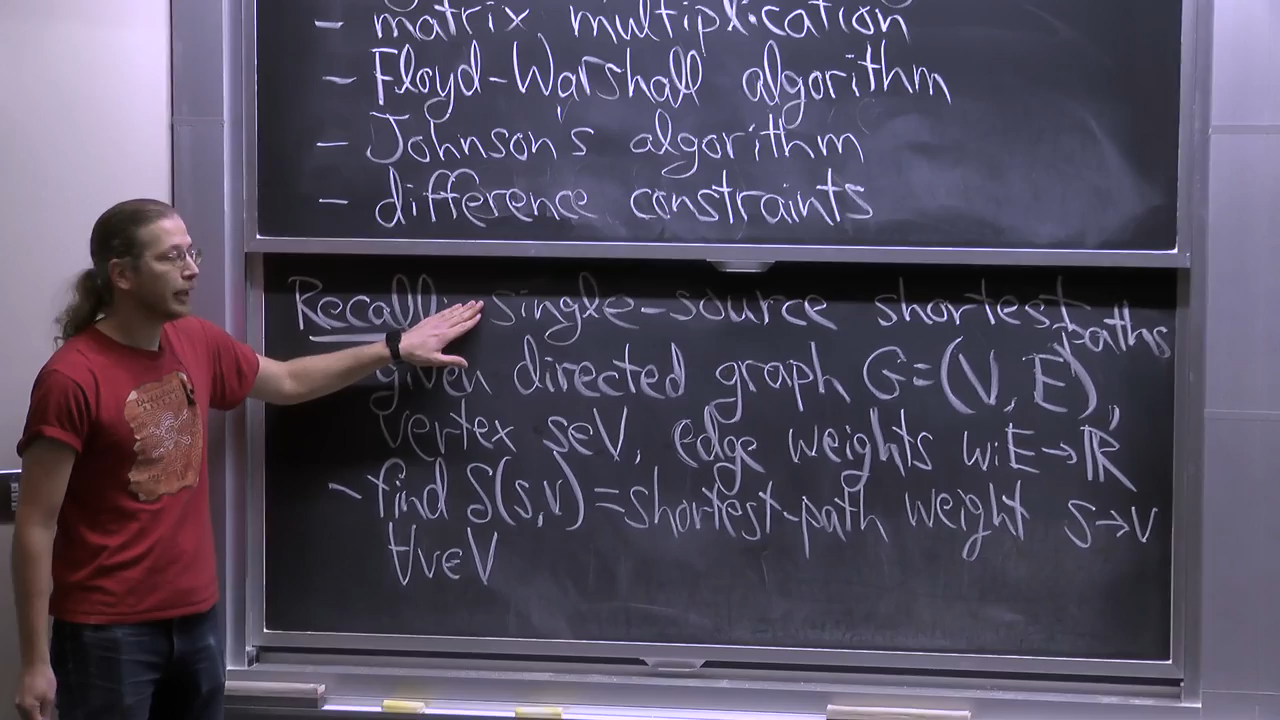 - matrix multiplication
- Floyd-Warshall algorithm
- Johnson's algorithm
- difference constraints
Recall: single-source shortest paths
- given directed graph G=(V,E),
vertex s∈V, edge weights w:E→ℝ
- find δ(s,v)=shortest-path weight s→v
∀v∈V